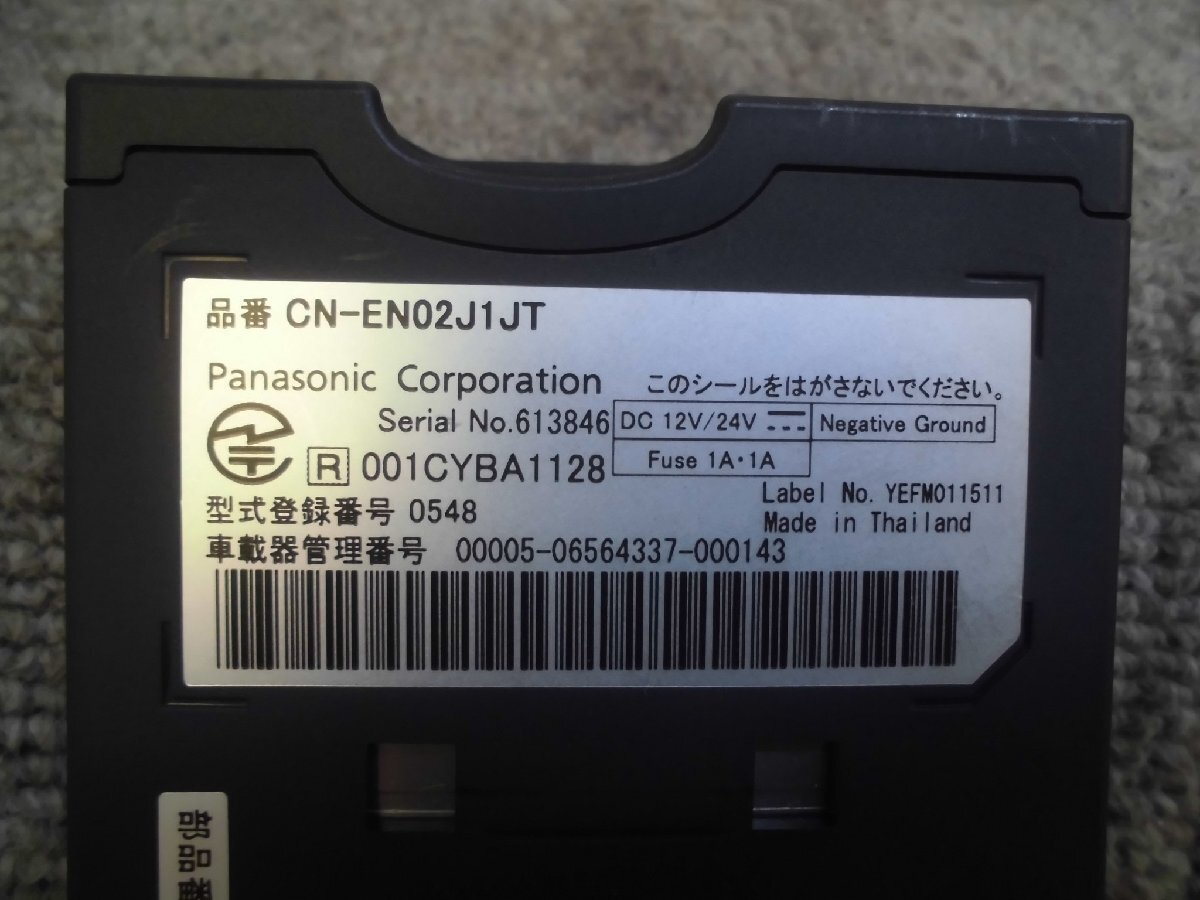 品番 CN-EN02J1JT
Panasonic Corporation
このシールをはがさないでください。
Serial No.613846
DC 12V/24V
Negative Ground
Fuse 1A・1A
R 001CYBA1128
Label No. YEFM011511
型式登録番号 0548
Made in Thailand
車載器管理番号 00005-06564337-000143
部品番